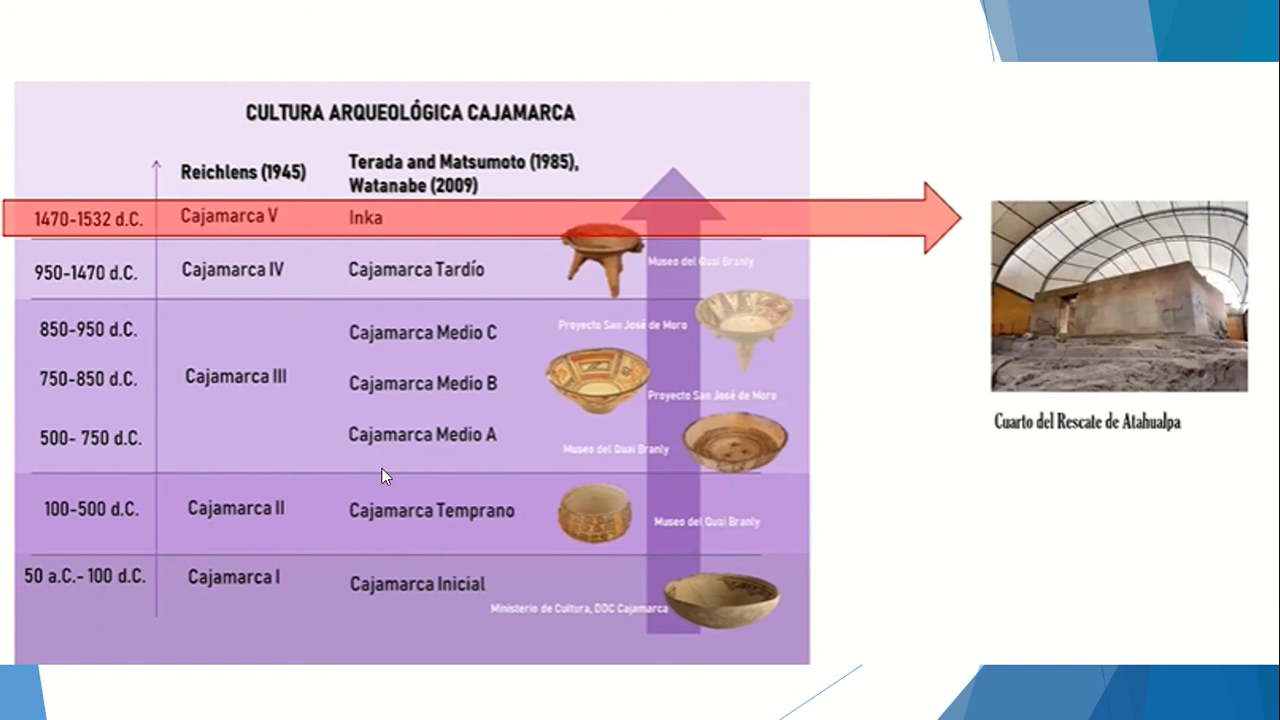 CULTURA ARQUEOLÓGICA CAJAMARCA
Reichlens (1945)
Terada and Matsumoto (1985),
Watanabe (2009)
1470-1532 d.C.
Cajamarca V
Inka
950-1470 d.C.
Cajamarca IV
Cajamarca Tardío
Museo del Quai Branly
850-950 d.C.
Cajamarca Medio C
Proyecto San José de Moro
750-850 d.C.
Cajamarca III
Cajamarca Medio B
Proyecto San José de Moro
500- 750 d.C.
Cajamarca Medio A
Museo del Quai Branly
100-500 d.C.
Cajamarca II
Cajamarca Temprano
Museo del Quai Branly
50 a.C.- 100 d.C.
Cajamarca I
Cajamarca Inicial
Ministerio de Cultura, DDC Cajamarca
Cuarto del Rescate de Atahualpa